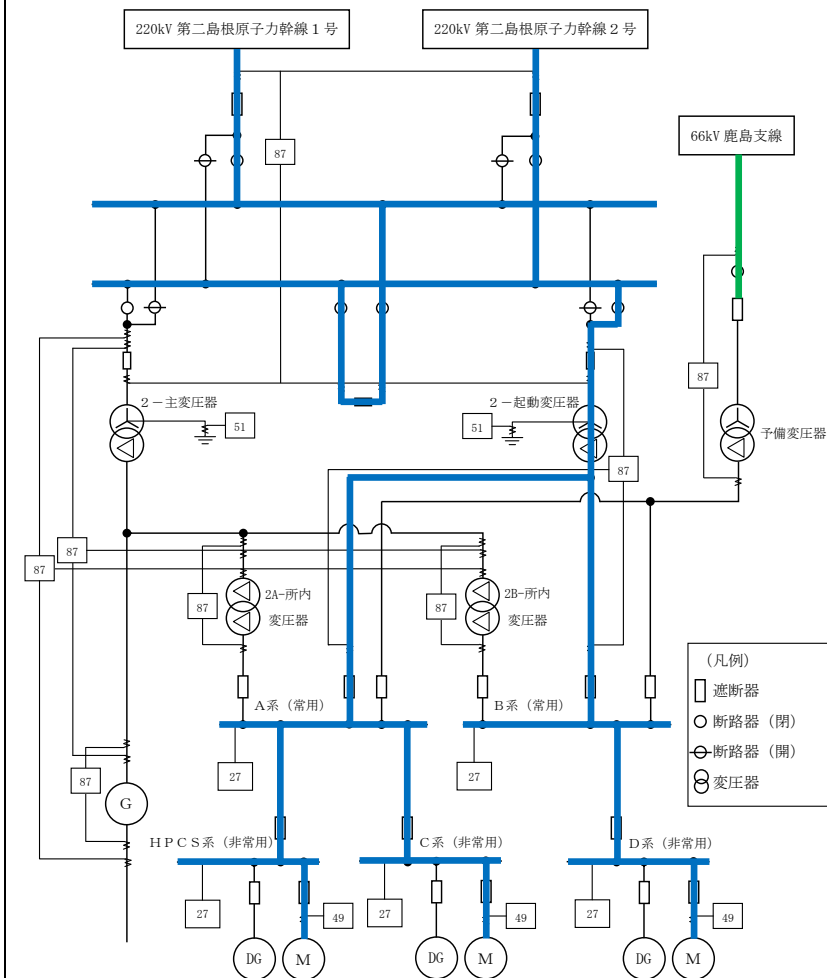 220kV 第二島根原子力幹線１号
220kV 第二島根原子力幹線２号
66kV 鹿島支線
87
87
２－主変圧器
51
２－起動変圧器
51
予備変圧器
87
87
87
87
2A-所内
変圧器
87
2B-所内
変圧器
（凡例）
遮断器
断路器（閉）
断路器（開）
変圧器
Ａ系（常用）
Ｂ系（常用）
27
27
87
G
ＨＰＣＳ系（非常用）
Ｃ系（非常用）
Ｄ系（非常用）
27
49
27
49
27
49
DG
M
DG
M
DG
M